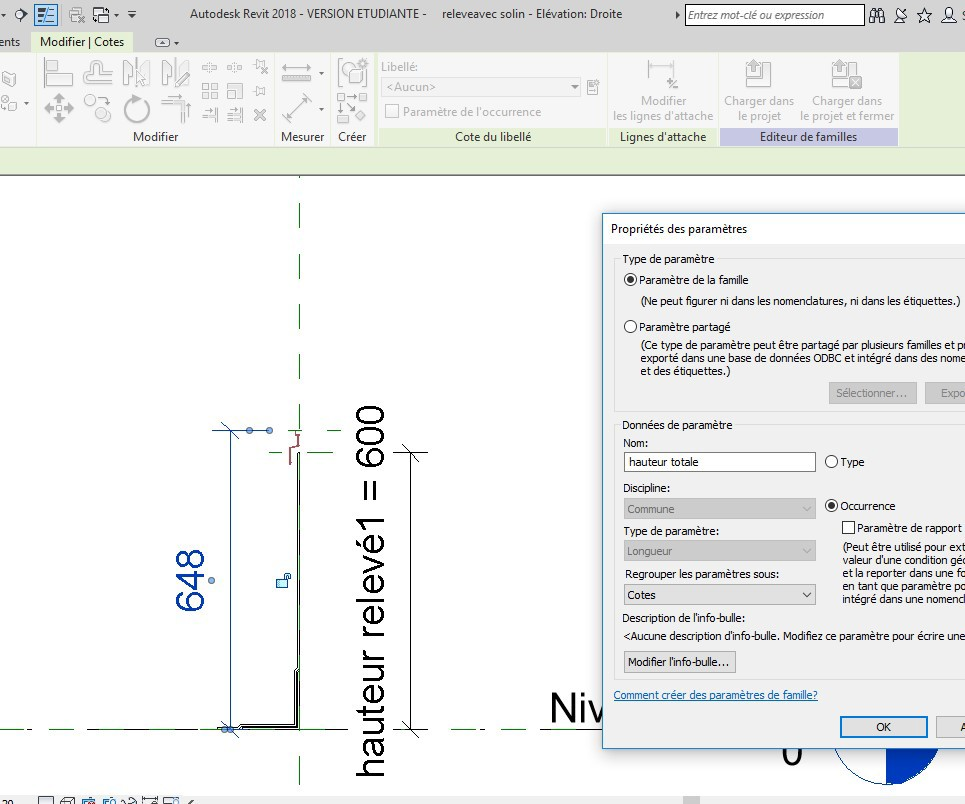 Autodesk Revit 2018 - VERSION ETUDIANTE - releveavec solin - Elévation: Droite
Entrez mot-clé ou expression
ents Modifier | Cotes
Libellé:
<Aucun>
Paramètre de l'occurrence
Modifier
les lignes d'attache
Charger dans
le projet
Charger dans
le projet et fermer
Modifier
Mesurer
Créer
Cote du libellé
Lignes d'attache
Editeur de familles
648
hauteur relevé1 = 600
Niv
0
Propriétés des paramètres
Type de paramètre
Paramètre de la famille
(Ne peut figurer ni dans les nomenclatures, ni dans les étiquettes.)
Paramètre partagé
(Ce type de paramètre peut être partagé par plusieurs familles et pr
exporté dans une base de données ODBC et intégré dans des nome
et des étiquettes.)
Sélectionner...
Expo
Données de paramètre
Nom:
hauteur totale
Type
Discipline:
Commune
Occurrence
Type de paramètre:
Paramètre de rapport
Longueur
(Peut être utilisé pour ext
valeur d'une condition géo
et la reporter dans une fo
en tant que paramètre po
intégré dans une nomencl
Regrouper les paramètres sous:
Cotes
Description de l'info-bulle:
<Aucune description d'info-bulle. Modifiez ce paramètre pour écrire une
Modifier l'info-bulle...
Comment créer des paramètres de famille?
OK
A